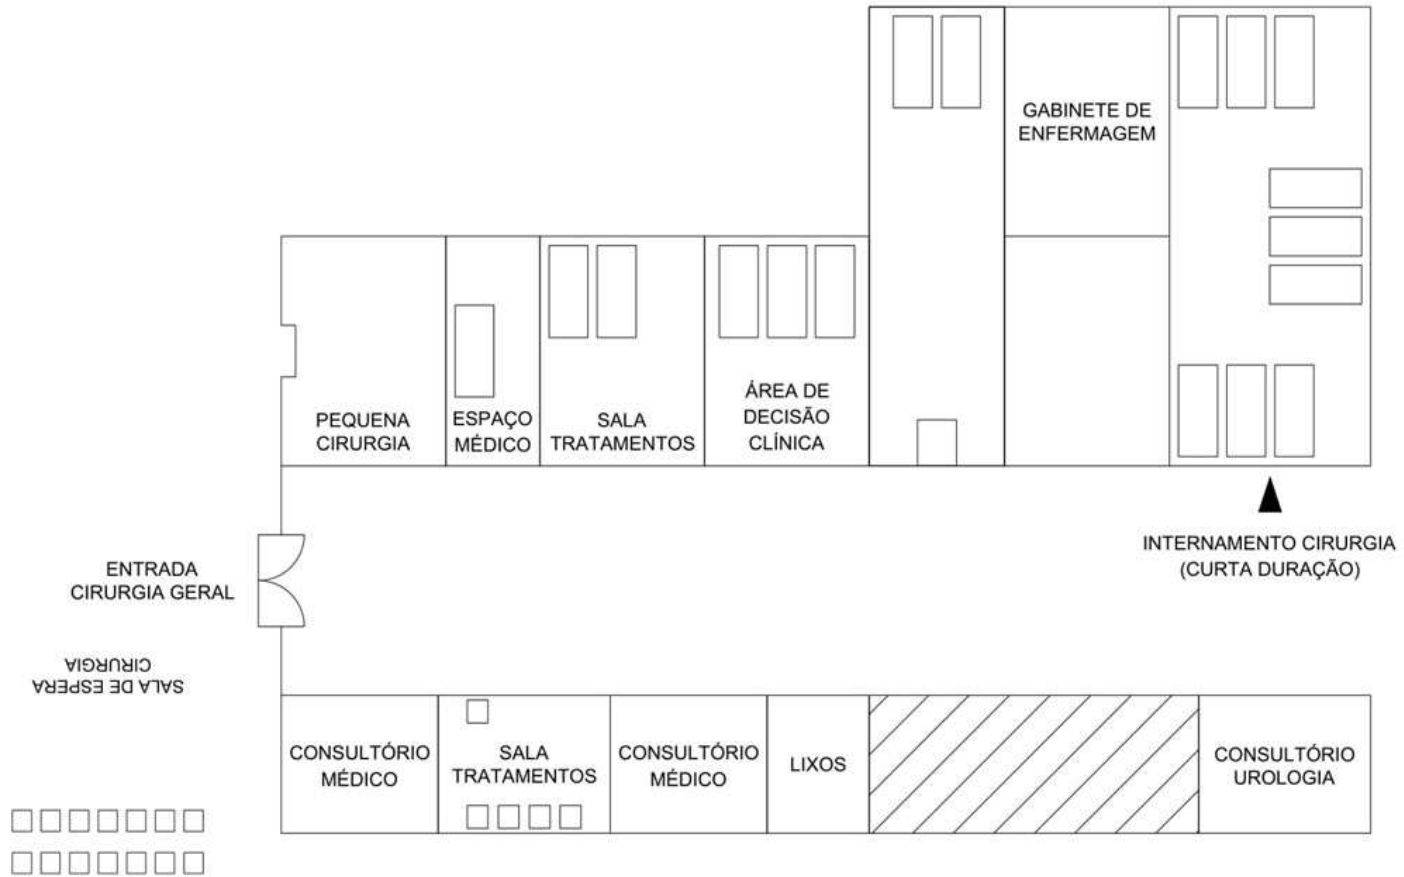 GABINETE DE
ENFERMAGEM
PEQUENA
CIRURGIA
ESPAÇO
MÉDICO
SALA
TRATAMENTOS
ÁREA DE
DECISÃO
CLÍNICA
INTERNAMENTO CIRURGIA
(CURTA DURAÇÃO)
ENTRADA
CIRURGIA GERAL
SALA DE ESPERA
CIRURGIA
CONSULTÓRIO
MÉDICO
SALA
TRATAMENTOS
CONSULTÓRIO
MÉDICO
LIXOS
CONSULTÓRIO
UROLOGIA